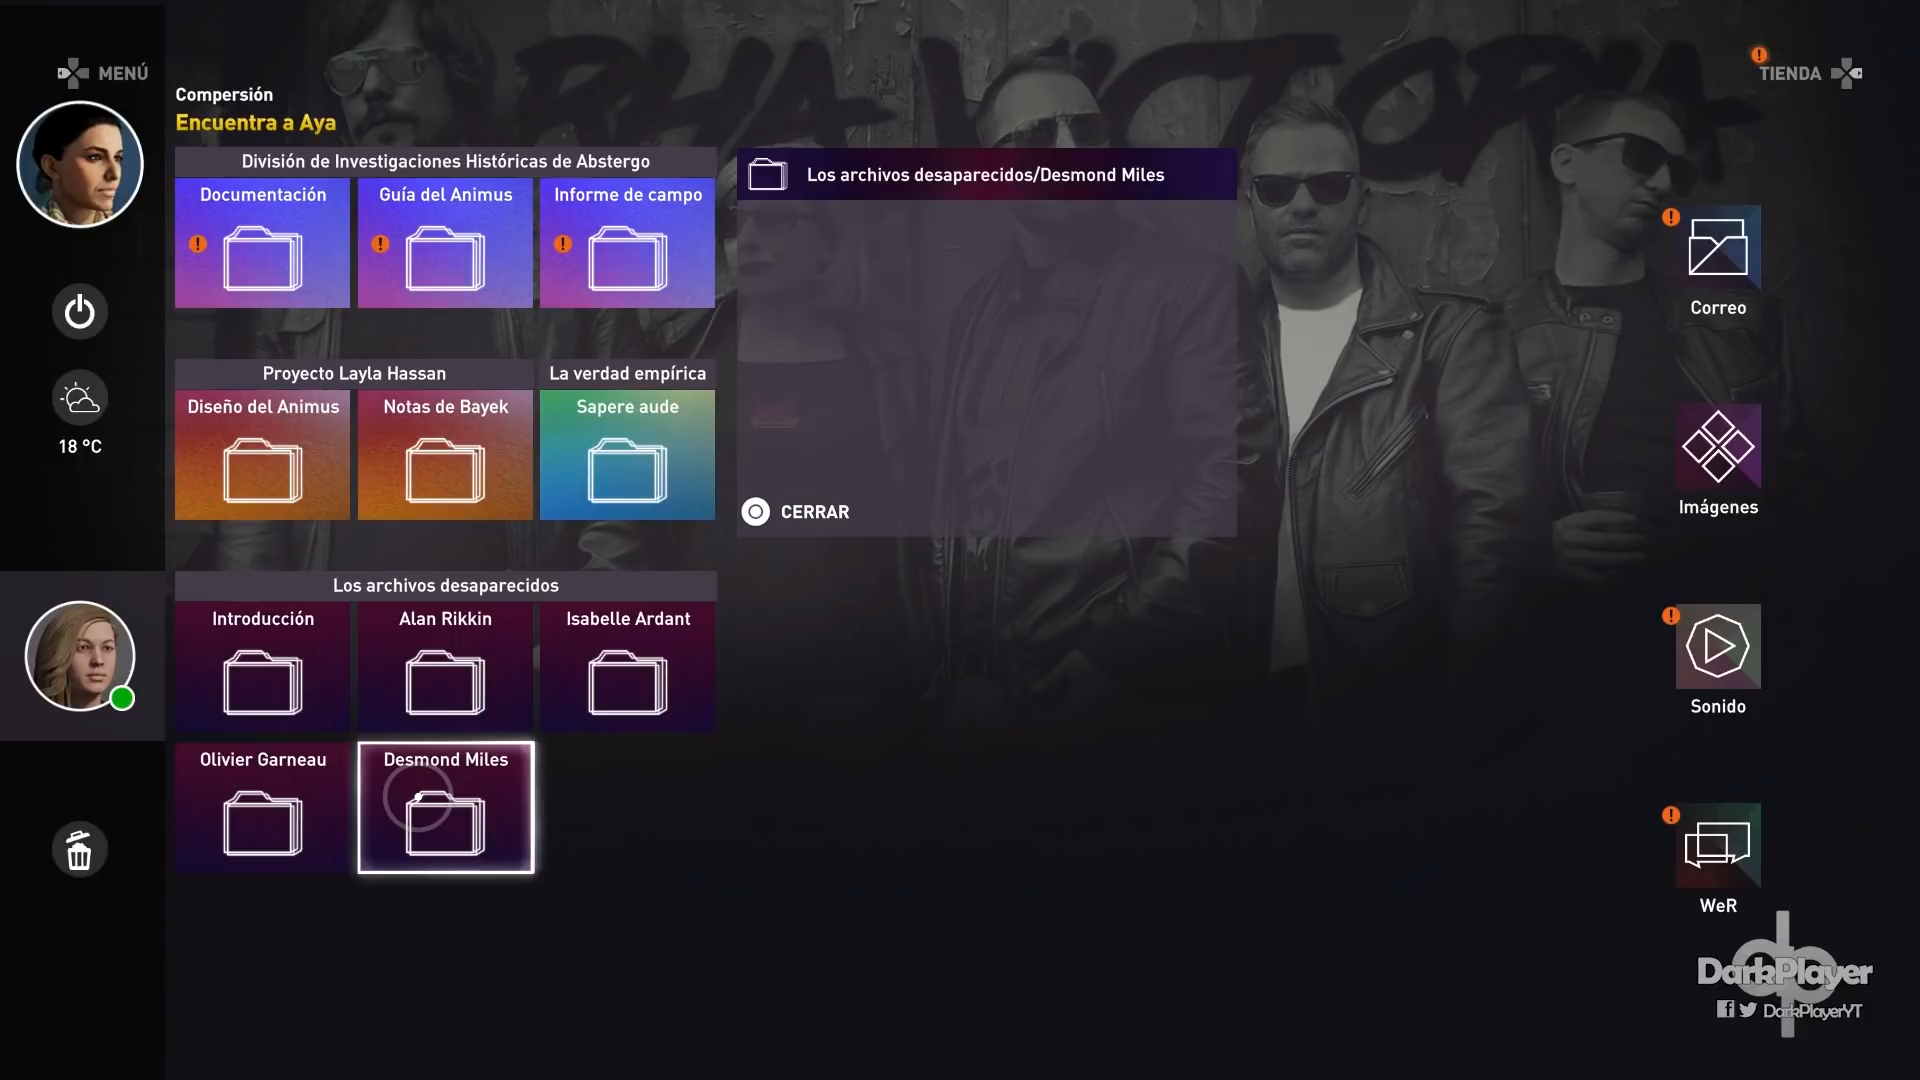 MENÚ
TIENDA
Compersión
Encuentra a Aya
División de Investigaciones Históricas de Abstergo
Documentación
Guía del Animus
Informe de campo
Los archivos desaparecidos/Desmond Miles
Correo
Proyecto Layla Hassan
La verdad empírica
Diseño del Animus
Notas de Bayek
Sapere aude
18 °C
CERRAR
Imágenes
Los archivos desaparecidos
Introducción
Alan Rikkin
Isabelle Ardant
Sonido
Olivier Garneau
Desmond Miles
WeR
DarkPlayer
DarkPlayerYT